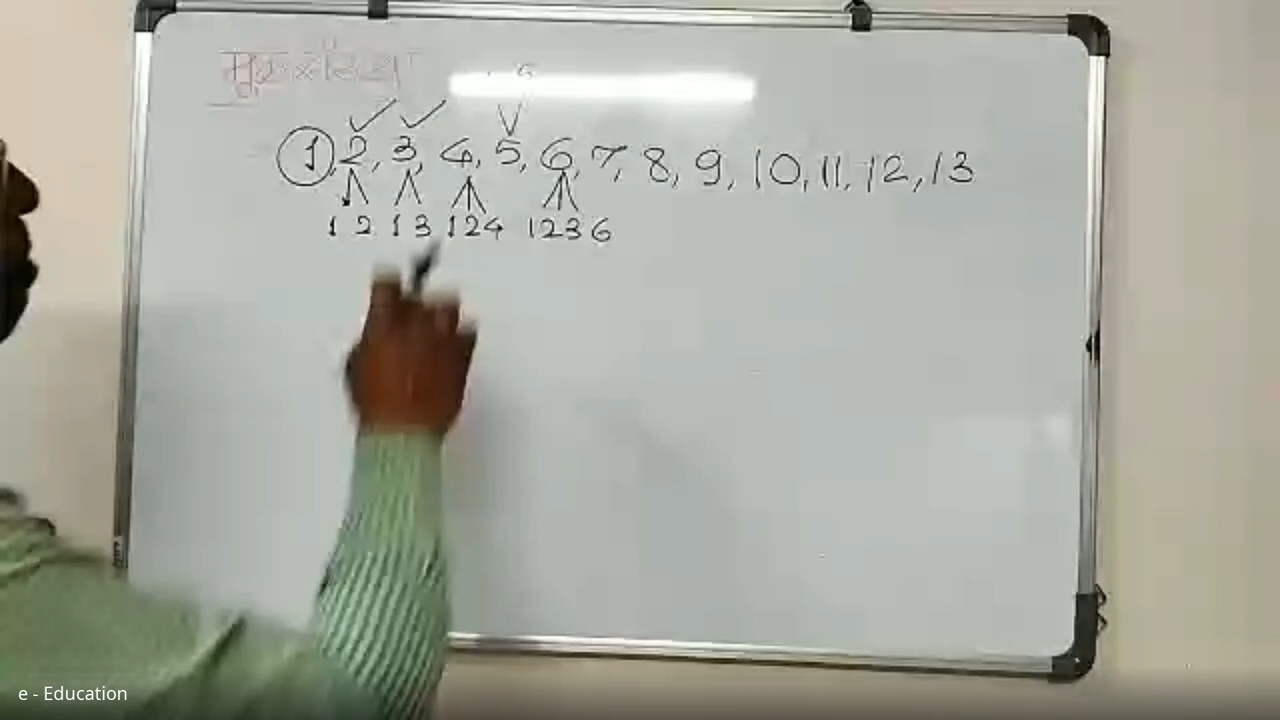 1, 2, 3, 4, 5, 6, 7, 8, 9, 10, 11, 12, 13
1 2 1 3 1 2 4 1 2 3 6
e - Education